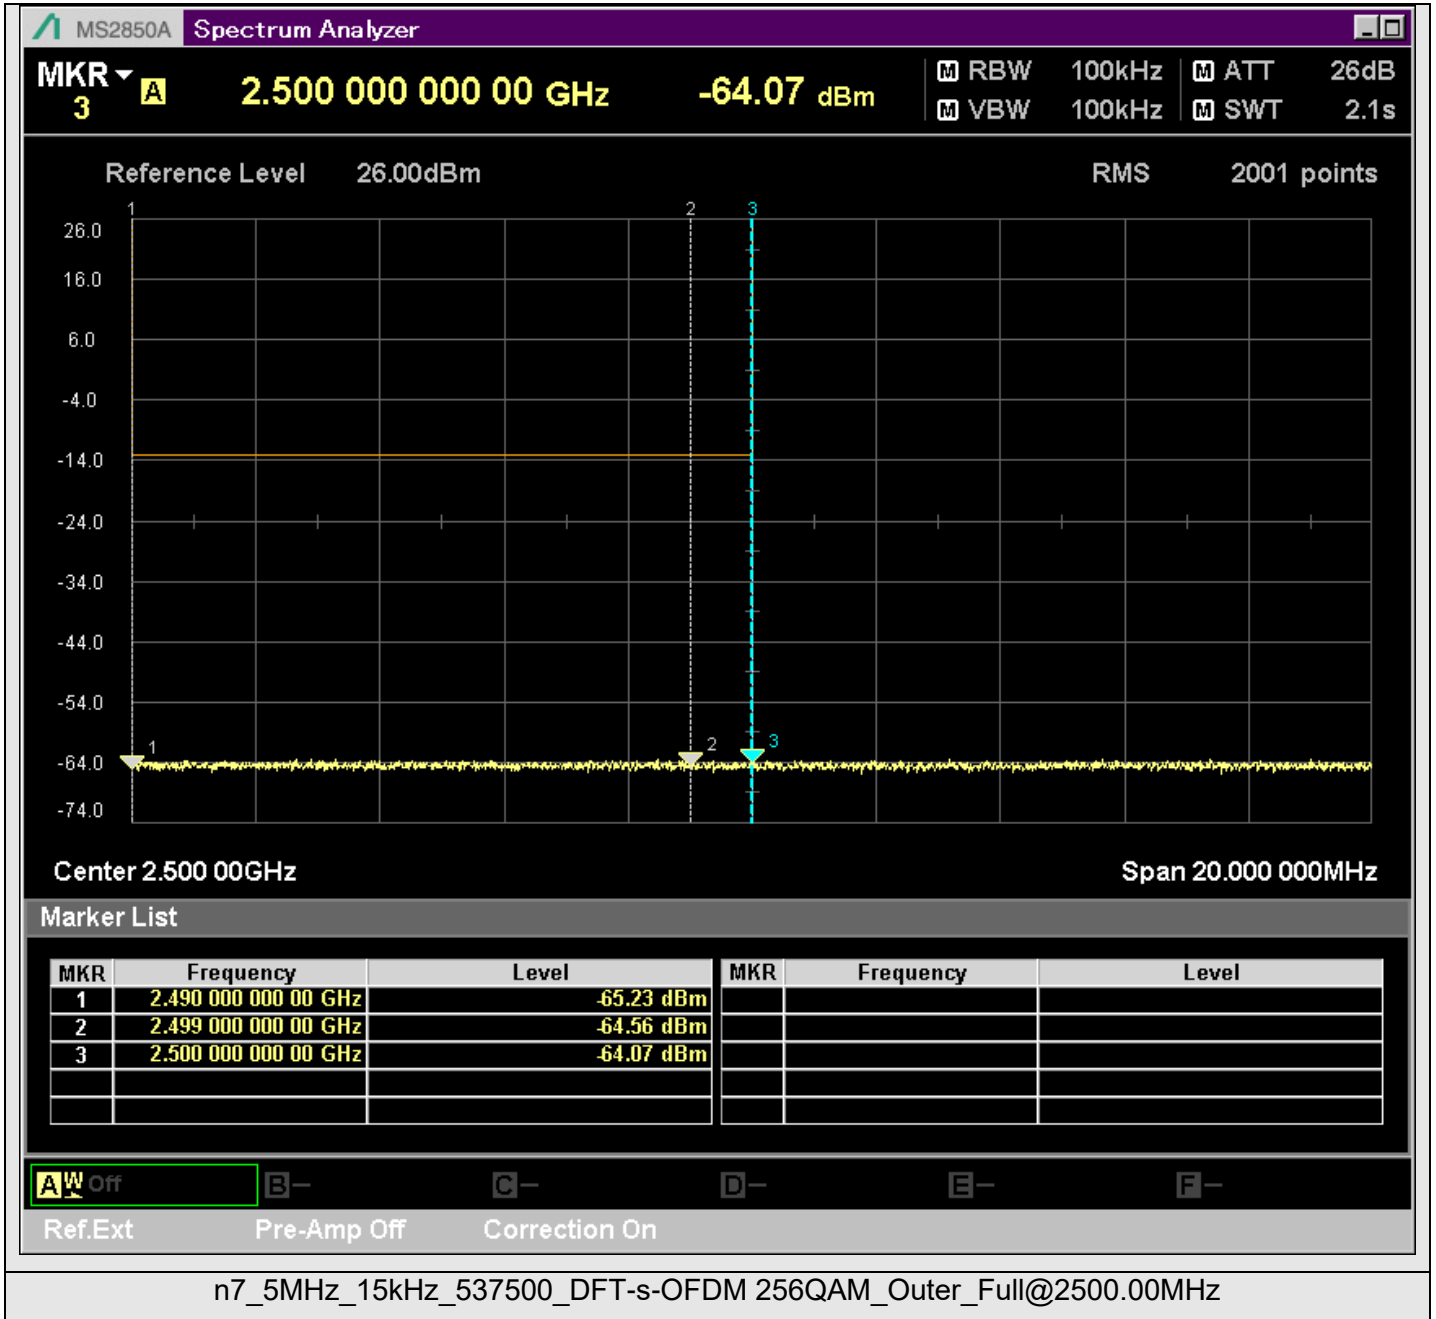 MS2850A Spectrum Analyzer
MKR A 2.500 000 000 00 GHz -64.07 dBm M RBW 100kHz M ATT 26dB
3 M VBW 100kHz M SWT 2.1s
Reference Level 26.00dBm RMS 2001 points
1 2 3
26.0
16.0
6.0
-4.0
-14.0
-24.0
-34.0
-44.0
-54.0
1 2 3
-64.0
-74.0
Center 2.500 00GHz Span 20.000 000MHz
Marker List
MKR Frequency Level MKR Frequency Level
1 2.490 000 000 00 GHz -65.23 dBm
2 2.499 000 000 00 GHz -64.56 dBm
3 2.500 000 000 00 GHz -64.07 dBm
A W Off B - C - D - E - F -
Ref.Ext Pre-Amp Off Correction On
n7_5MHz_15kHz_537500_DFT-s-OFDM 256QAM_Outer_Full@2500.00MHz